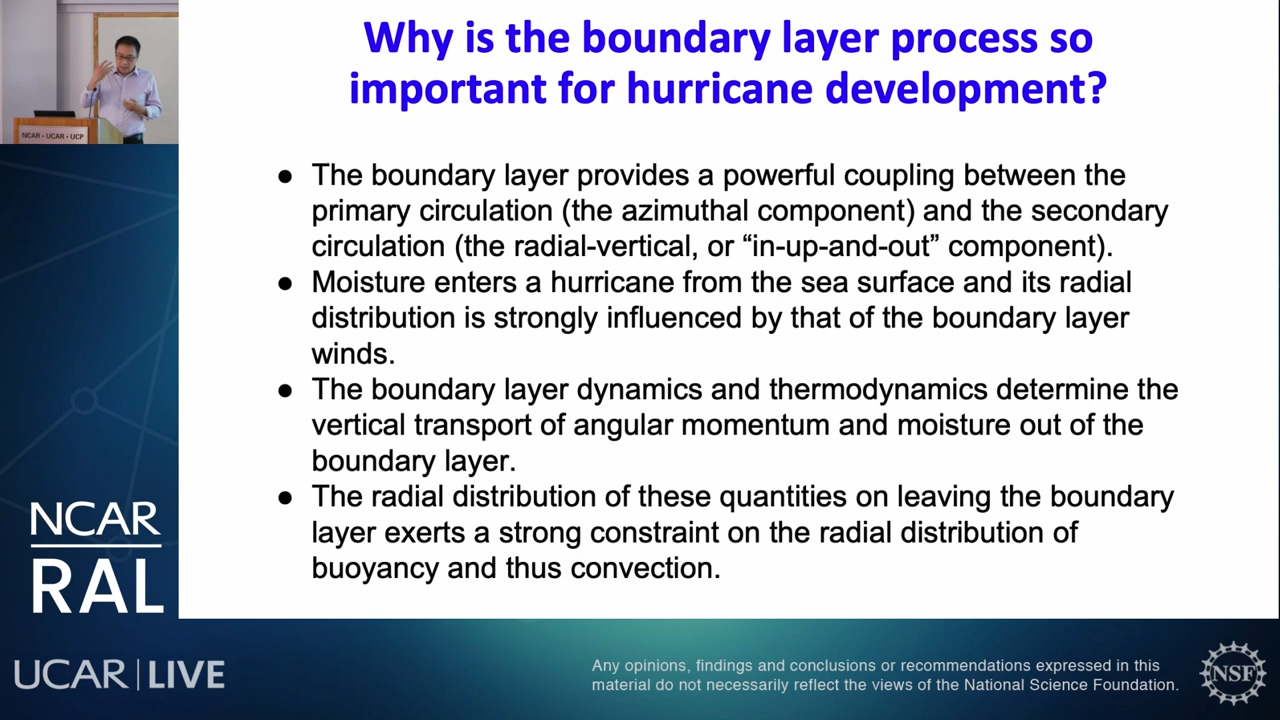 Why is the boundary layer process so
important for hurricane development?
NCAR • UCAR • UCP
● The boundary layer provides a powerful coupling between the
primary circulation (the azimuthal component) and the secondary
circulation (the radial-vertical, or “in-up-and-out” component).
● Moisture enters a hurricane from the sea surface and its radial
distribution is strongly influenced by that of the boundary layer
winds.
● The boundary layer dynamics and thermodynamics determine the
vertical transport of angular momentum and moisture out of the
boundary layer.
● The radial distribution of these quantities on leaving the boundary
layer exerts a strong constraint on the radial distribution of
buoyancy and thus convection.
NCAR
RAL
UCAR | LIVE
Any opinions, findings and conclusions or recommendations expressed in this
material do not necessarily reflect the views of the National Science Foundation.
NSF